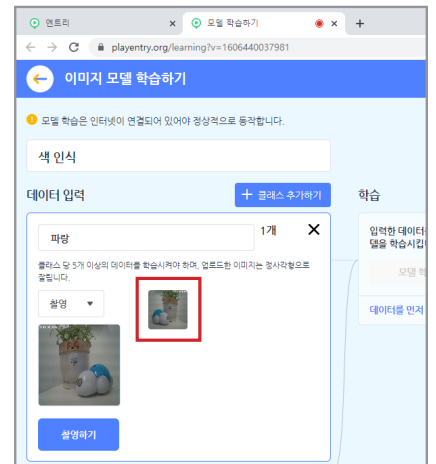 엔트리
모델 학습하기
playentry.org/learning?v=1606440037981
이미지 모델 학습하기
모델 학습은 인터넷이 연결되어 있어야 정상적으로 동작합니다.
색 인식
데이터 입력
+ 클래스 추가하기
학습
파랑
1개
클래스 당 5개 이상의 데이터를 학습시켜야 하며, 업로드한 이미지는 정사각형으로
잘립니다.
입력한 데이터
델을 학습시킵
촬영
모델 학
데이터를 먼저
촬영하기